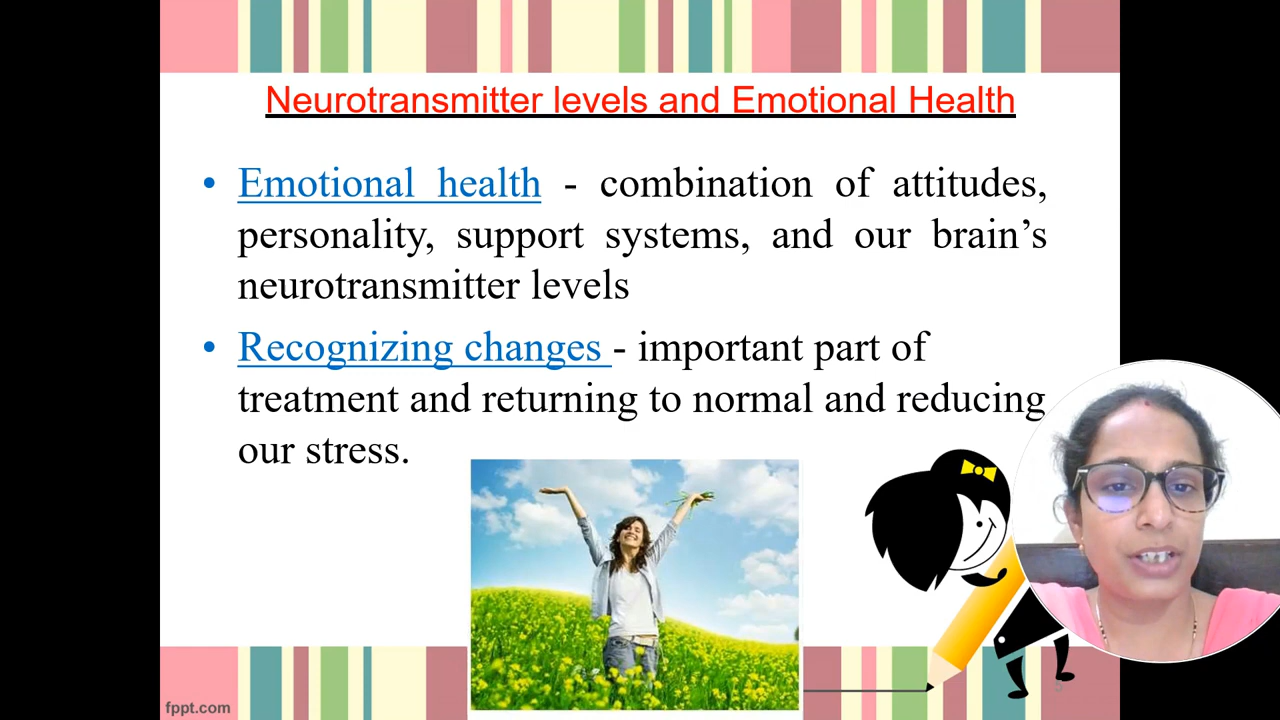 Neurotransmitter levels and Emotional Health
• Emotional health - combination of attitudes,
personality, support systems, and our brain’s
neurotransmitter levels
• Recognizing changes - important part of
treatment and returning to normal and reducing
our stress.
5
fppt.com